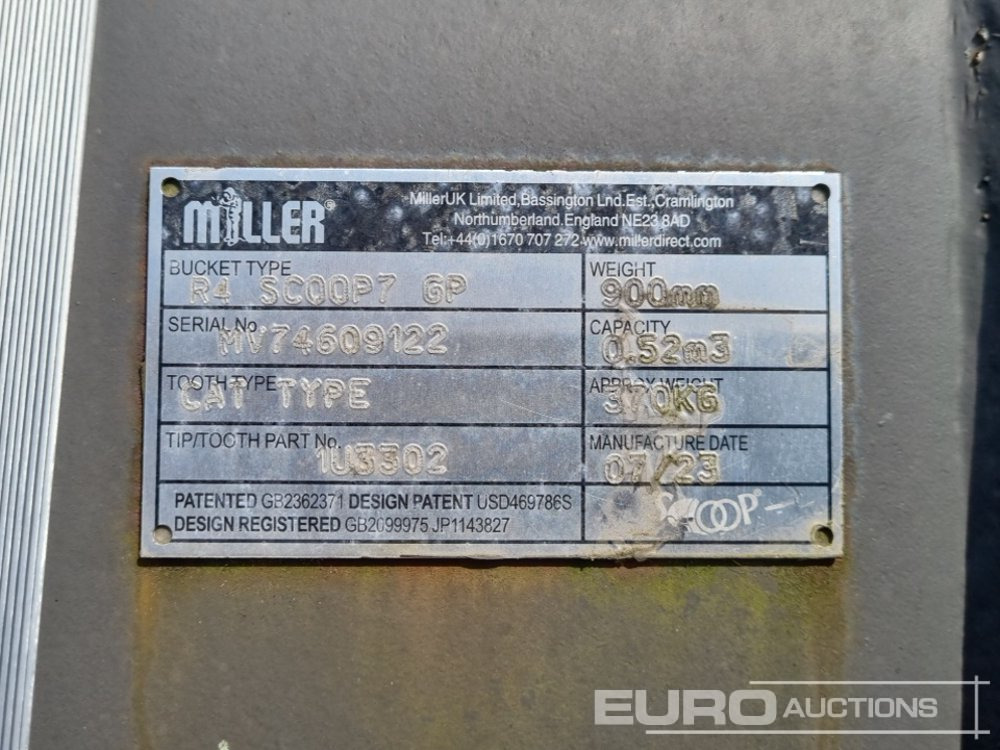 MILLER®
MillerUK Limited, Bassington Lnd. Est., Cramlington
Northumberland. England NE23 8AD
Tel:+44(0)1670 707 272 www.millerdirect.com
BUCKET TYPE
R4 SCOOP7 GP
WEIGHT
900mm
SERIAL No.
MV74609122
CAPACITY
0.52m3
TOOTH TYPE
CAT TYPE
APPROX WEIGHT
370KG
TIP/TOOTH PART No.
1U3302
MANUFACTURE DATE
07/23
PATENTED GB2362371 DESIGN PATENT USD469786S
DESIGN REGISTERED GB2099975 JP1143827
SCOOP®
EURO AUCTIONS